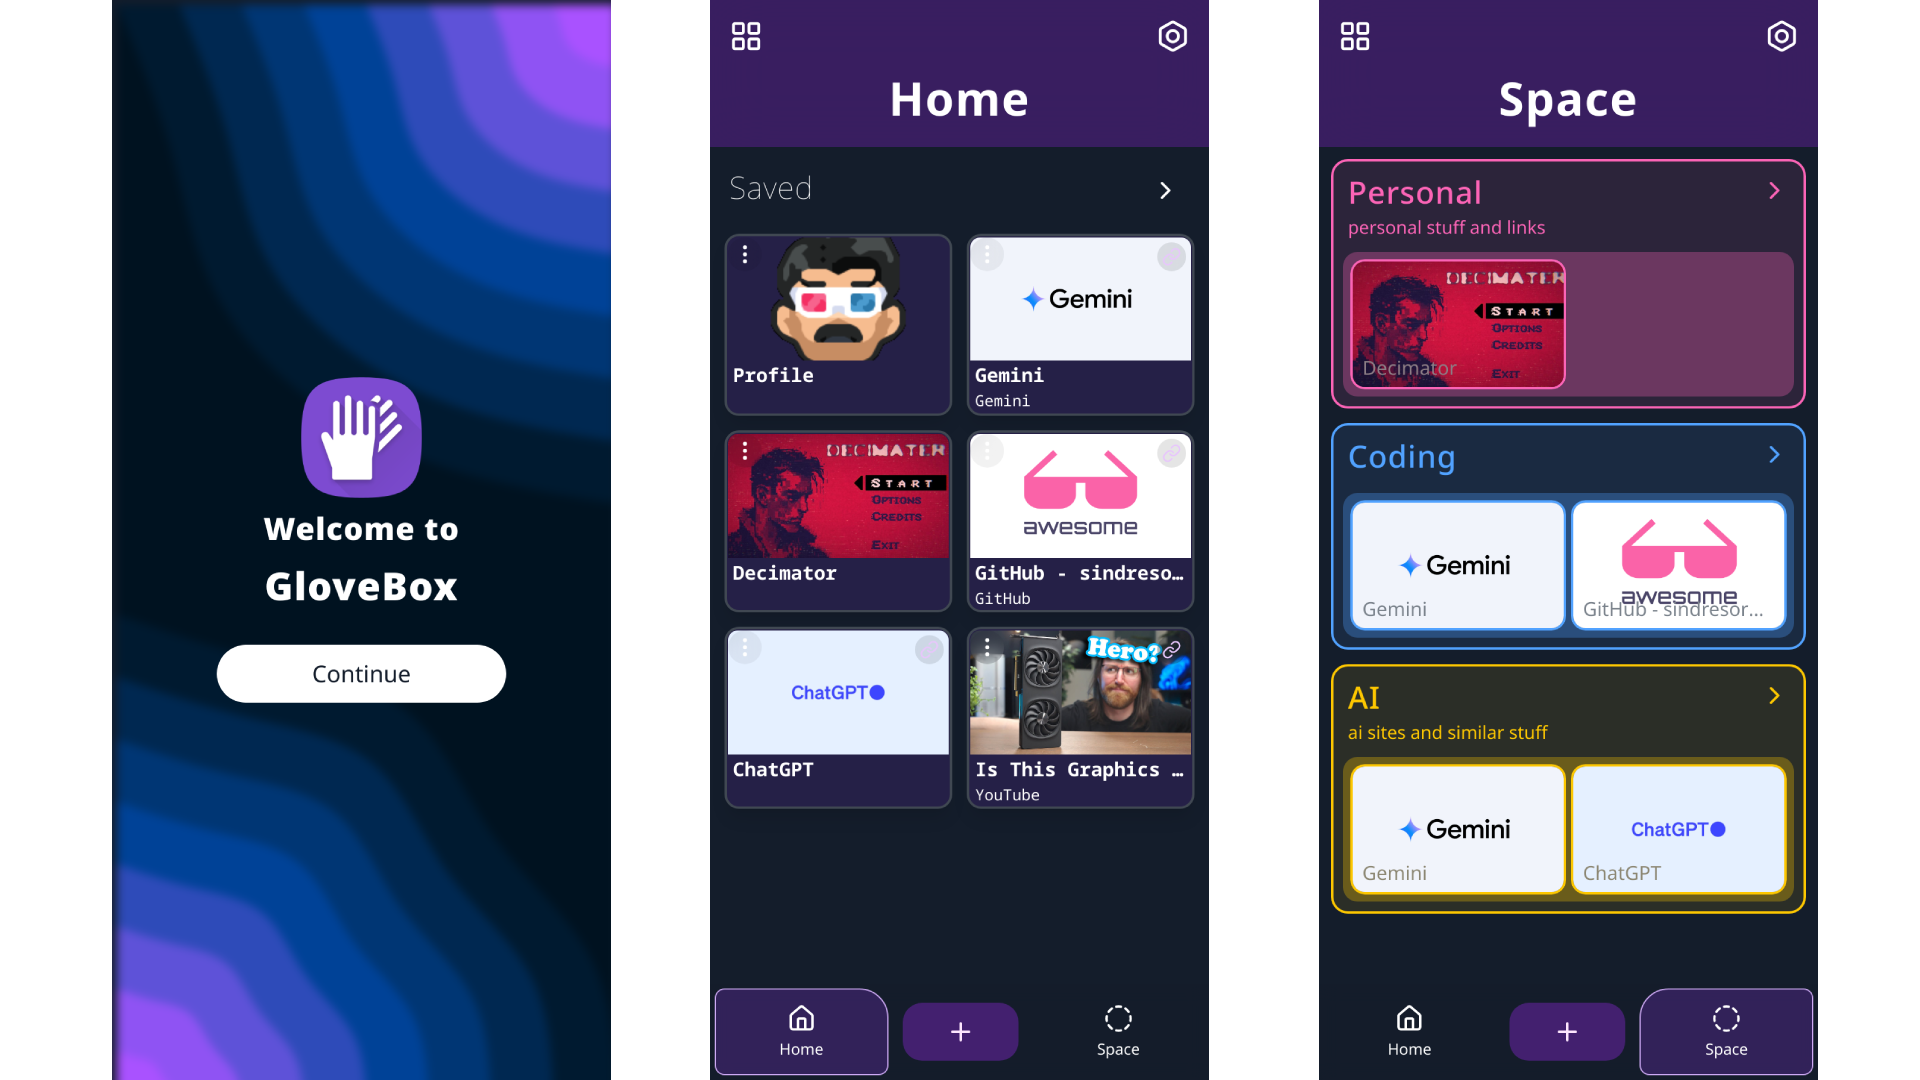 Welcome to
GloveBox
Continue
Home
Saved
Profile
Gemini
Gemini
Gemini
DECIMATER
START
OPTIONS
CREDITS
EXIT
Decimator
awesome
GitHub - sindreso…
GitHub
ChatGPT
ChatGPT
Hero?
Is This Graphics …
YouTube
Home
Space
Space
Personal
personal stuff and links
DECIMATER
START
OPTIONS
CREDITS
EXIT
Decimator
Coding
Gemini
Gemini
awesome
GitHub - sindresor...
AI
ai sites and similar stuff
Gemini
Gemini
ChatGPT
ChatGPT
Home
Space